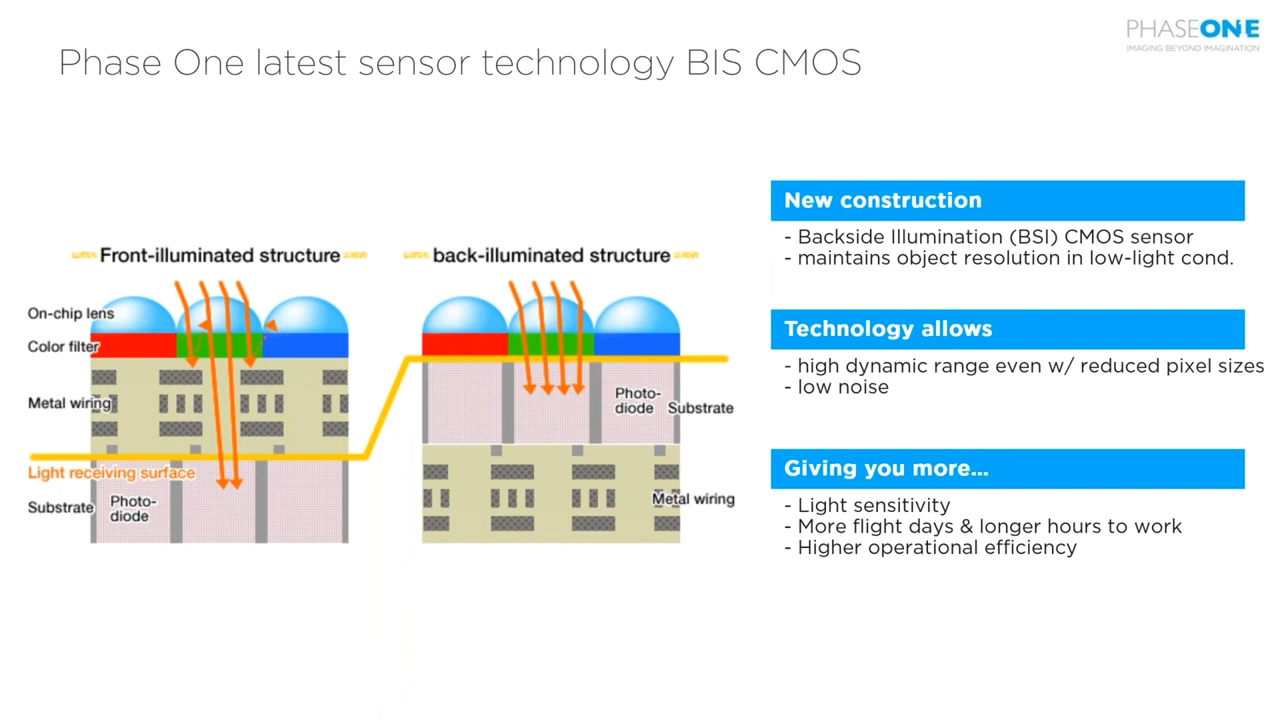 PHASEONE
IMAGING BEYOND IMAGINATION
Phase One latest sensor technology BIS CMOS
Front-illuminated structure
On-chip lens
Color filter
Metal wiring
Light receiving surface
Substrate
Photo-
diode
back-illuminated structure
Photo-
diode
Substrate
Metal wiring
New construction
- Backside Illumination (BSI) CMOS sensor
- maintains object resolution in low-light cond.
Technology allows
- high dynamic range even w/ reduced pixel sizes
- low noise
Giving you more...
- Light sensitivity
- More flight days & longer hours to work
- Higher operational efficiency